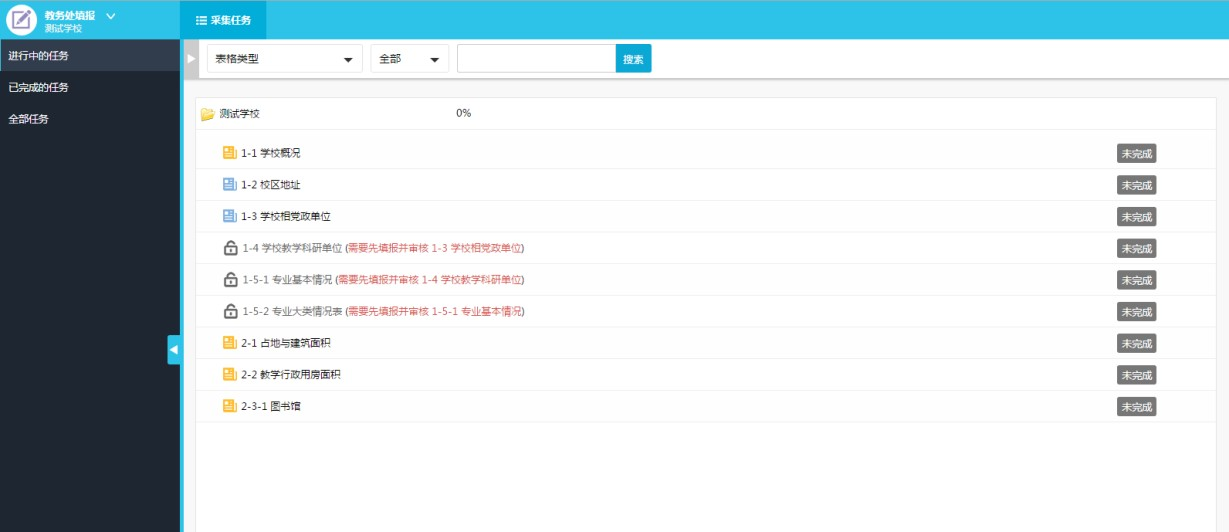 教务处填报
测试学校
采集任务
进行中的任务
已完成的任务
全部任务
表格类型 全部 搜索
测试学校 0%
1-1 学校概况 未完成
1-2 校区地址 未完成
1-3 学校相党政单位 未完成
1-4 学校教学科研单位 (需要先填报并审核 1-3 学校相党政单位) 未完成
1-5-1 专业基本情况 (需要先填报并审核 1-4 学校教学科研单位) 未完成
1-5-2 专业大类情况表 (需要先填报并审核 1-5-1 专业基本情况) 未完成
2-1 占地与建筑面积 未完成
2-2 教学行政用房面积 未完成
2-3-1 图书馆 未完成